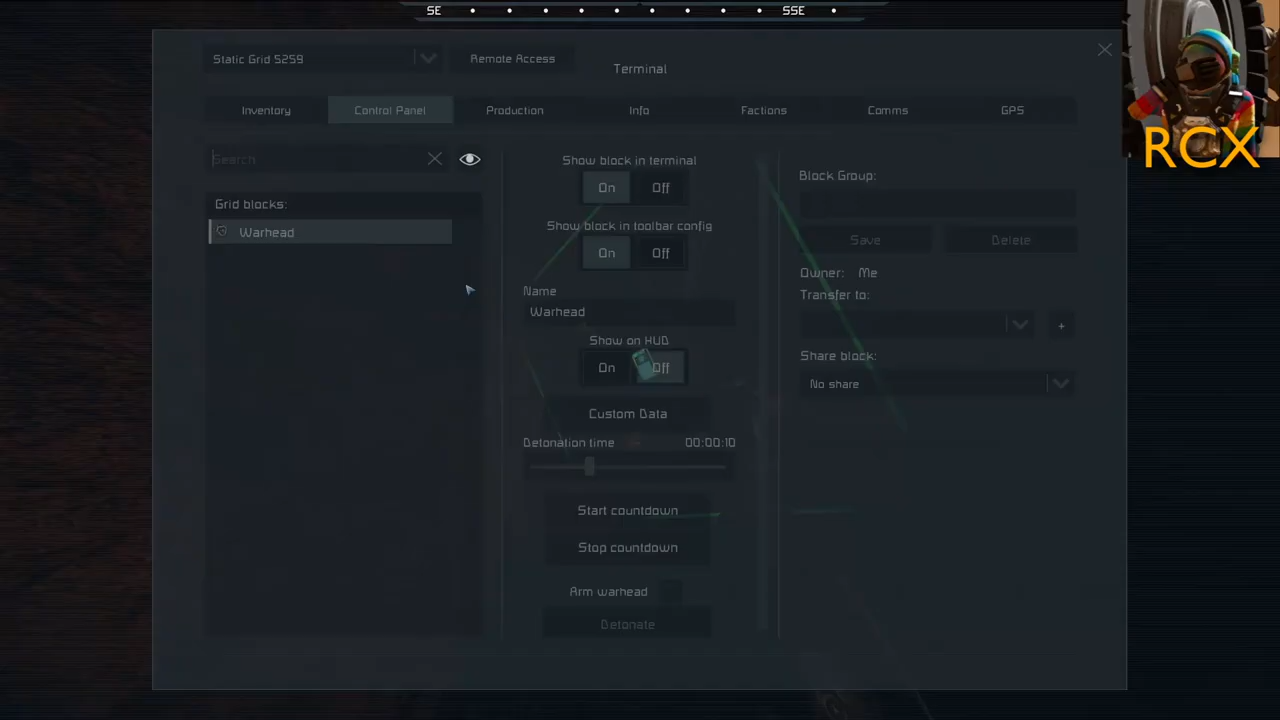 SE
SSE
Static Grid 5259
Remote Access
Terminal
Inventory
Control Panel
Production
Info
Factions
Comms
GPS
RCX
Search
Grid blocks:
Warhead
Show block in terminal
On Off
Show block in toolbar config
On Off
Name
Warhead
Show on HUD
On Off
Custom Data
Detonation time 00:00:10
Start countdown
Stop countdown
Arm warhead
Detonate
Block Group:
Save Delete
Owner: Me
Transfer to:
+
Share block:
No share